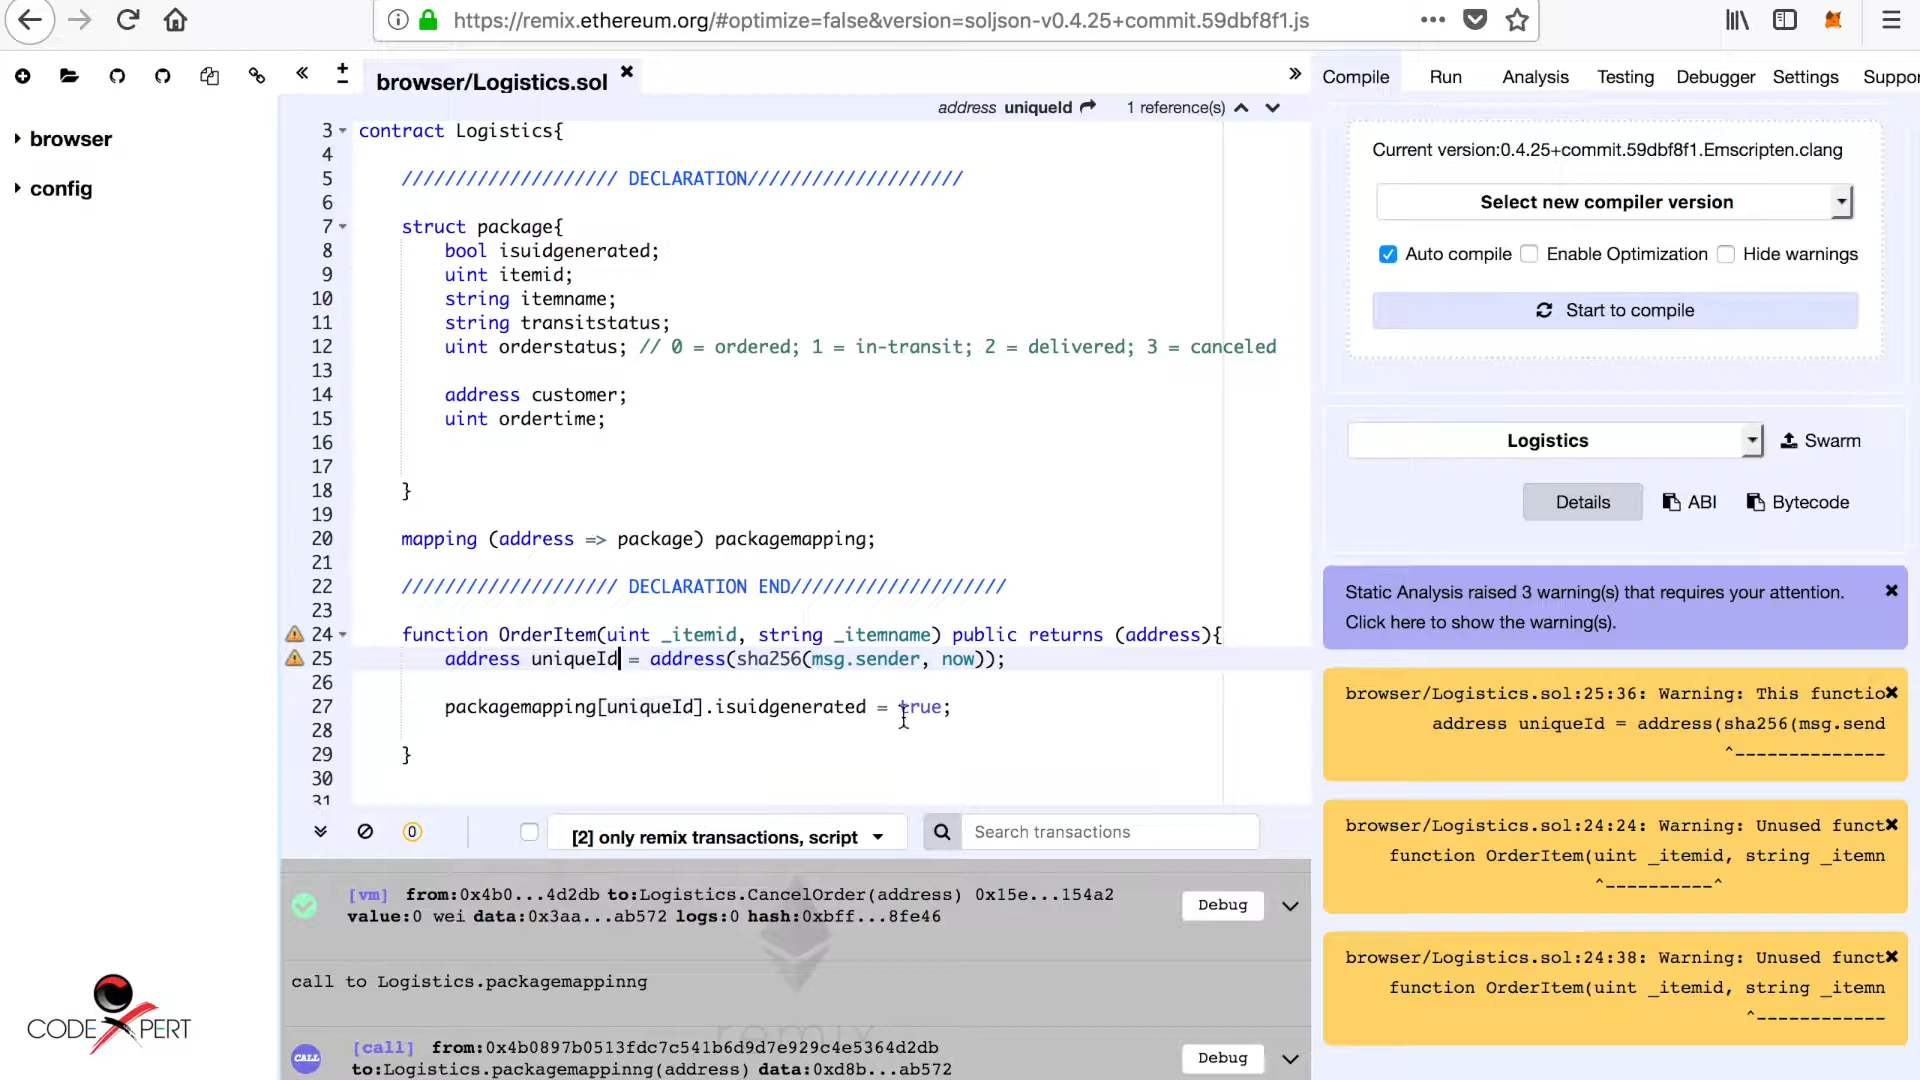 https://remix.ethereum.org/#optimize=false&version=soljson-v0.4.25+commit.59dbf8f1.js
browser/Logistics.sol
Compile Run Analysis Testing Debugger Settings Suppor
browser
config
address uniqueId 1 reference(s)
3 contract Logistics{
4
5 //////////////////// DECLARATION////////////////////
6
7 struct package{
8 bool isuidgenerated;
9 uint itemid;
10 string itemname;
11 string transitstatus;
12 uint orderstatus; // 0 = ordered; 1 = in-transit; 2 = delivered; 3 = canceled
13
14 address customer;
15 uint ordertime;
16
17
18 }
19
20 mapping (address => package) packagemapping;
21
22 //////////////////// DECLARATION END////////////////////
23
24 function OrderItem(uint _itemid, string _itemname) public returns (address){
25 address uniqueId = address(sha256(msg.sender, now));
26
27 packagemapping[uniqueId].isuidgenerated = true;
28
29 }
30
31
0
[2] only remix transactions, script
Search transactions
[vm] from:0x4b0...4d2db to:Logistics.CancelOrder(address) 0x15e...154a2
value:0 wei data:0x3aa...ab572 logs:0 hash:0xbff...8fe46
Debug
call to Logistics.packagemappinng
remix
CALL
[call] from:0x4b0897b0513fdc7c541b6d9d7e929c4e5364d2db
to:Logistics.packagemappinng(address) data:0xd8b...ab572
Debug
Current version:0.4.25+commit.59dbf8f1.Emscripten.clang
Select new compiler version
Auto compile Enable Optimization Hide warnings
Start to compile
Logistics
Swarm
Details ABI Bytecode
Static Analysis raised 3 warning(s) that requires your attention.
Click here to show the warning(s).
browser/Logistics.sol:25:36: Warning: This functio
address uniqueId = address(sha256(msg.send
^--------------
browser/Logistics.sol:24:24: Warning: Unused funct
function OrderItem(uint _itemid, string _itemn
^----------^
browser/Logistics.sol:24:38: Warning: Unused funct
function OrderItem(uint _itemid, string _itemn
^------------
CODEXPERT